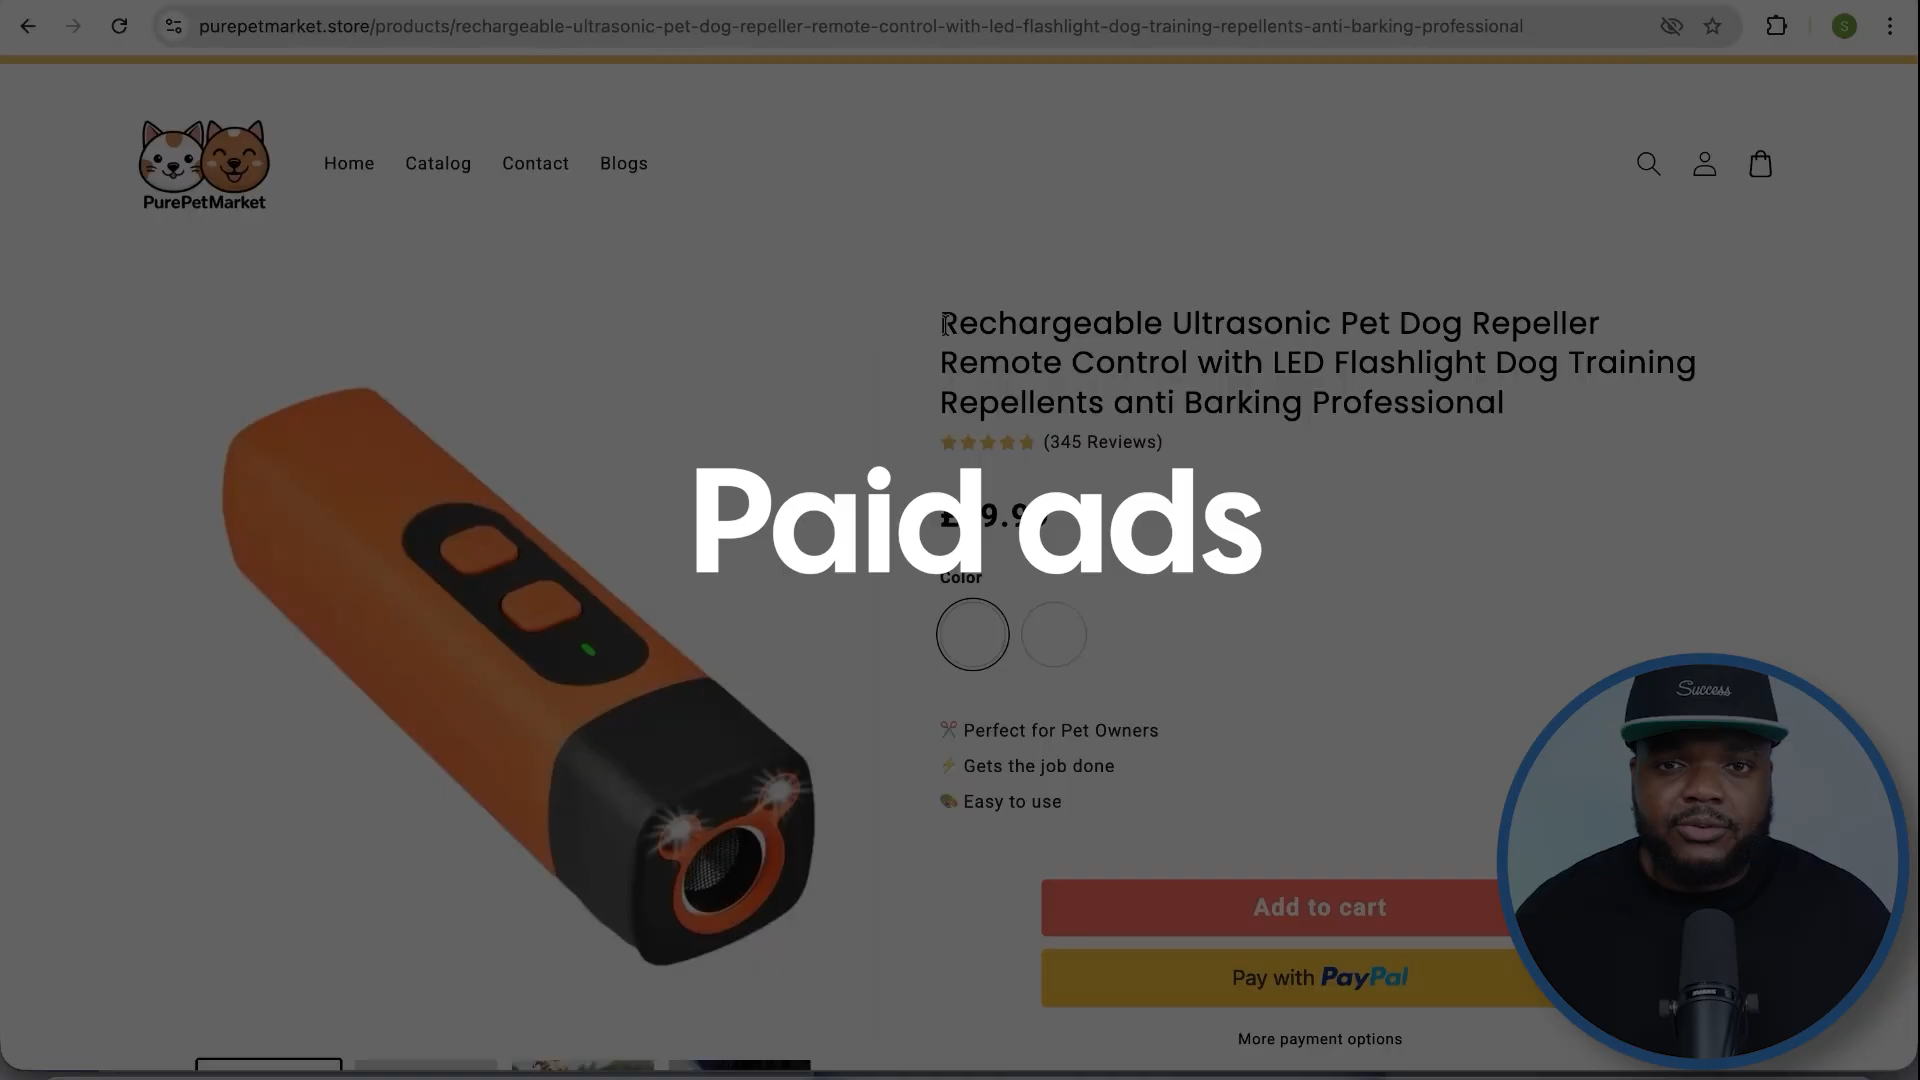 purepetmarket.store/products/rechargeable-ultrasonic-pet-dog-repeller-remote-control-with-led-flashlight-dog-training-repellents-anti-barking-professional
S
PurePetMarket
Home
Catalog
Contact
Blogs
Rechargeable Ultrasonic Pet Dog Repeller
Remote Control with LED Flashlight Dog Training
Repellents anti Barking Professional
(345 Reviews)
Paid ads
Color
Perfect for Pet Owners
Gets the job done
Easy to use
Success
Add to cart
Pay with PayPal
More payment options